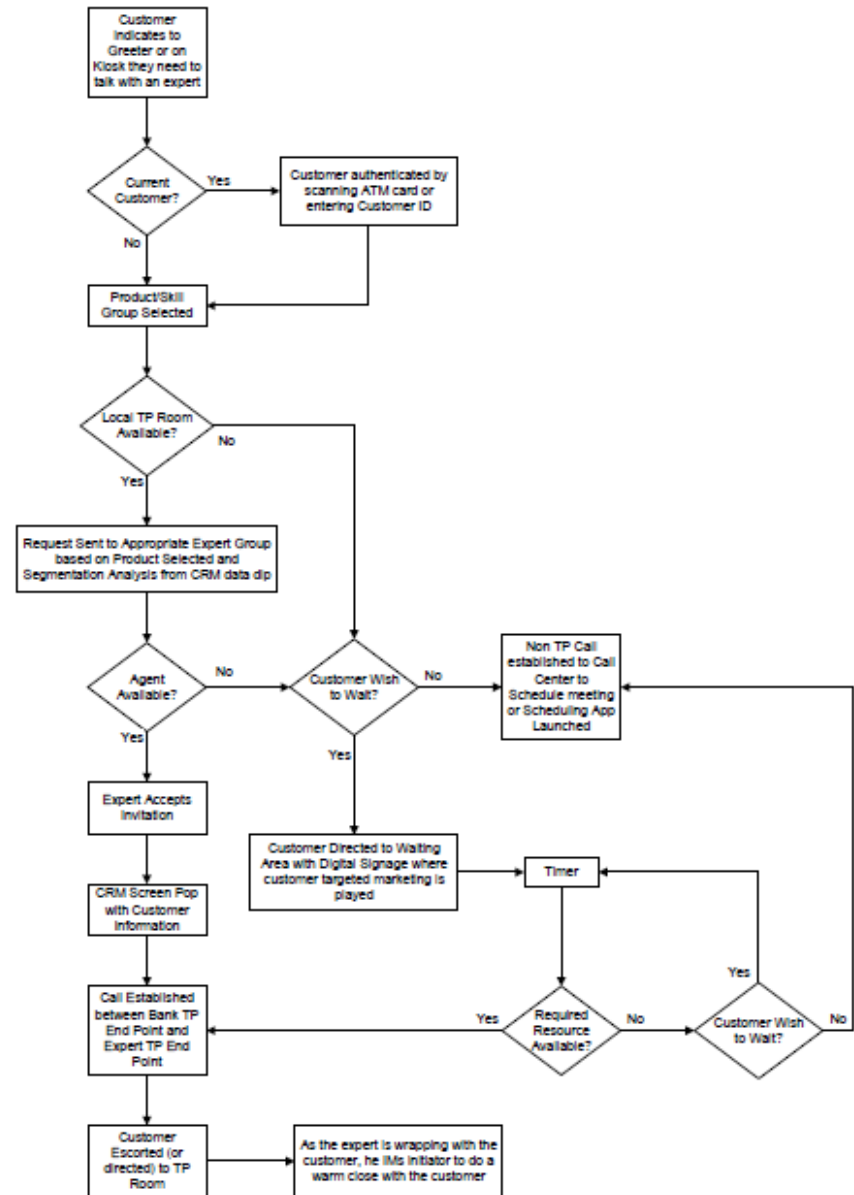 Customer
Indicates to
Greeter or on
Kiosk they need to
talk with an expert
Current
Customer?
Yes
Customer authenticated by
scanning ATM card or
entering Customer ID
No
Product/Skill
Group Selected
Local TP Room
Available?
No
Yes
Request Sent to Appropriate Expert Group
based on Product Selected and
Segmentation Analysis from CRM data dip
Agent
Available?
No
Customer Wish
to Wait?
No
Non TP Call
established to Call
Center to
Schedule meeting
or Scheduling App
Launched
Yes
Yes
Expert Accepts
Invitation
Customer Directed to Waiting
Area with Digital Signage where
customer targeted marketing is
played
Timer
CRM Screen Pop
with Customer
Information
Yes
Call Established
between Bank TP
End Point and
Expert TP End
Point
Yes
Required
Resource
Available?
No
Customer Wish
to Wait?
No
Customer
Escorted (or
directed) to TP
Room
As the expert is wrapping with the
customer, he IMs initiator to do a
warm close with the customer